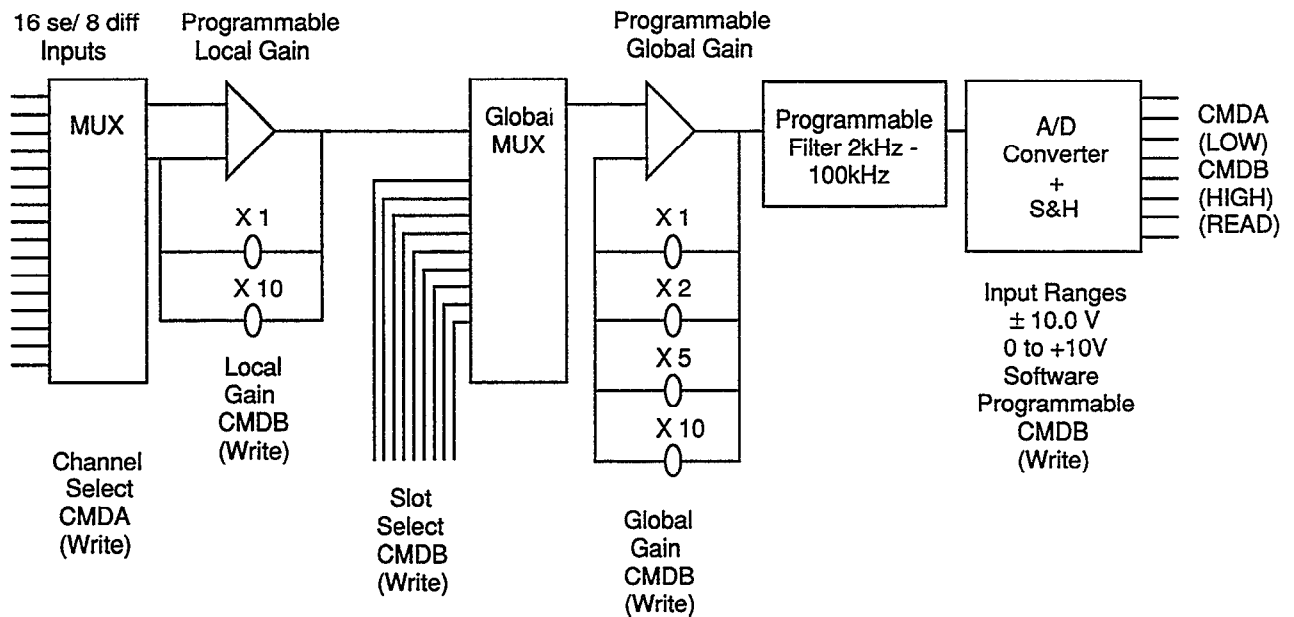 16 se/ 8 diff
Inputs
Programmable
Local Gain
Programmable
Global Gain
MUX
Global
MUX
Programmable
Filter 2kHz -
100kHz
A/D
Converter
+
S&H
CMDA
(LOW)
CMDB
(HIGH)
(READ)
X 1
X 10
X 1
X 2
X 5
X 10
Local
Gain
CMDB
(Write)
Input Ranges
± 10.0 V
0 to +10V
Software
Programmable
CMDB
(Write)
Channel
Select
CMDA
(Write)
Slot
Select
CMDB
(Write)
Global
Gain
CMDB
(Write)